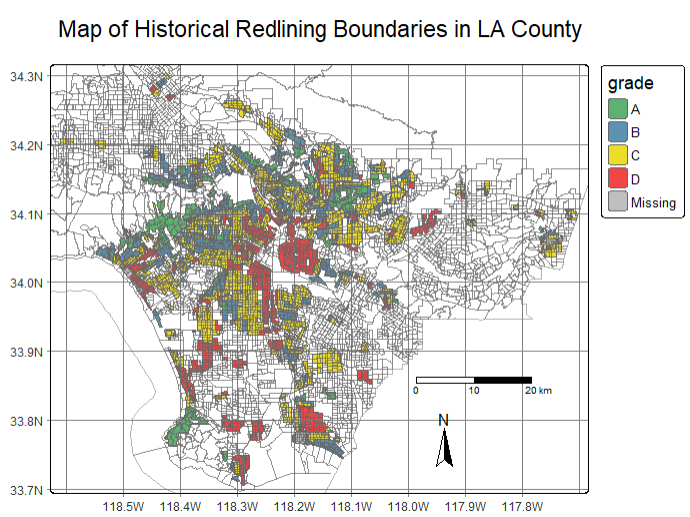 Map of Historical Redlining Boundaries in LA County
34.3N
34.2N
34.1N
34.0N
33.9N
33.8N
33.7N
118.5W 118.4W 118.3W 118.2W 118.1W 118.0W 117.9W 117.8W
grade
A
B
C
D
Missing
0 10 20 km
N